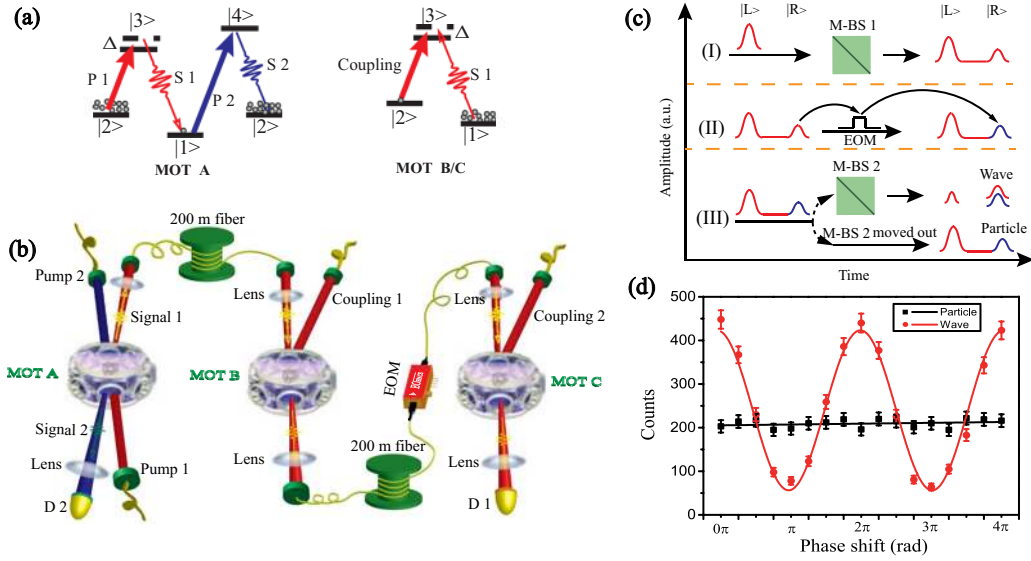 (a)
|3>
Δ
P 1
S 1
|2>
|1>
|4>
P 2
S 2
|2>
MOT A
|3>
Δ
Coupling
S 1
|2>
|1>
MOT B/C
(b)
200 m fiber
Pump 2
Lens
Signal 1
MOT A
Signal 2
Lens
Pump 1
D 2
Lens
Coupling 1
MOT B
Lens
200 m fiber
EOM
Lens
Coupling 2
MOT C
D 1
(c)
|L> |R> M-BS 1 |L> |R>
(I)
(II)
EOM
M-BS 2
Wave
(III)
Particle
M-BS 2 moved out
Amplitude (a.u.)
Time
(d)
500
400
300
200
100
0
Counts
Particle
Wave
0π π 2π 3π 4π
Phase shift (rad)